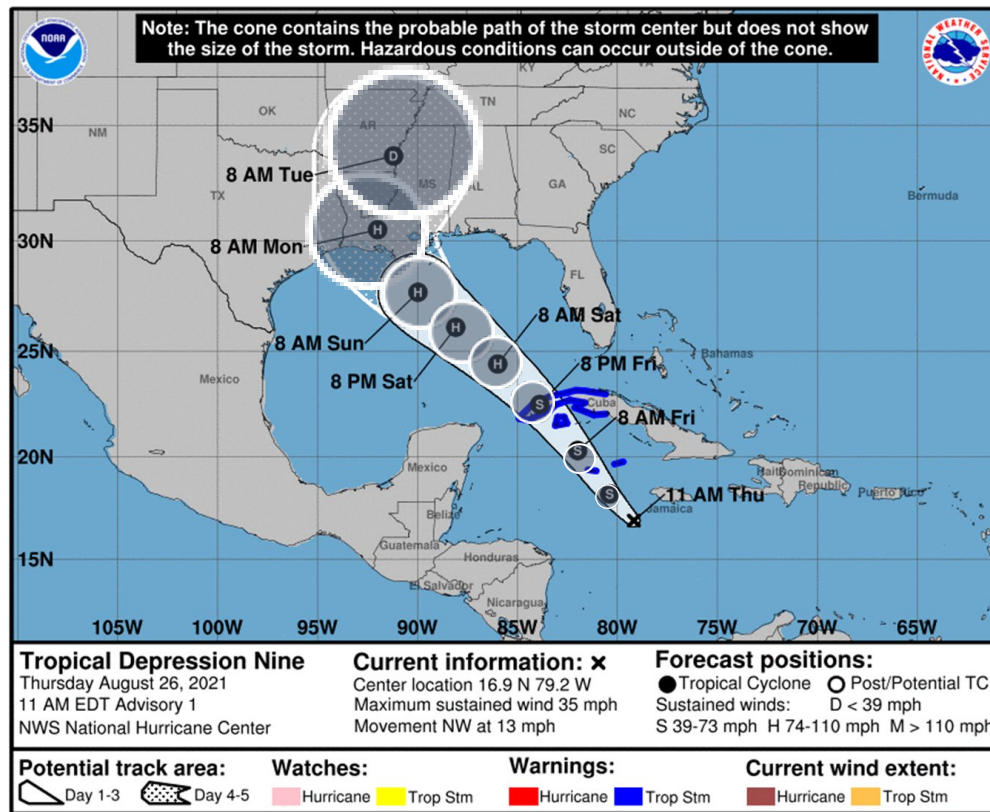 Note: The cone contains the probable path of the storm center but does not show
the size of the storm. Hazardous conditions can occur outside of the cone.
NOAA
NATIONAL WEATHER SERVICE
KY
VA
OK
TN
NC
35N
NM
AR
SC
8 AM Tue
D
MS
AL
GA
TX
Bermuda
30N
8 AM Mon
H
FL
H
8 AM Sun
H
8 AM Sat
25N
H
Bahamas
Mexico
8 PM Sat
8 PM Fri
S
Cuba
8 AM Fri
20N
S
Mexico
Haiti
Dominican
Republic
Puerto Rico
S
11 AM Thu
Jamaica
Belize
15N
Guatemala
Honduras
El Salvador
Nicaragua
105W 100W 95W 90W 85W 80W 75W 70W 65W
Tropical Depression Nine
Thursday August 26, 2021
11 AM EDT Advisory 1
NWS National Hurricane Center
Current information: x
Center location 16.9 N 79.2 W
Maximum sustained wind 35 mph
Movement NW at 13 mph
Forecast positions:
Tropical Cyclone Post/Potential TC
Sustained winds: D < 39 mph
S 39-73 mph H 74-110 mph M > 110 mph
Potential track area:
Day 1-3 Day 4-5
Watches:
Hurricane Trop Stm
Warnings:
Hurricane Trop Stm
Current wind extent:
Hurricane Trop Stm